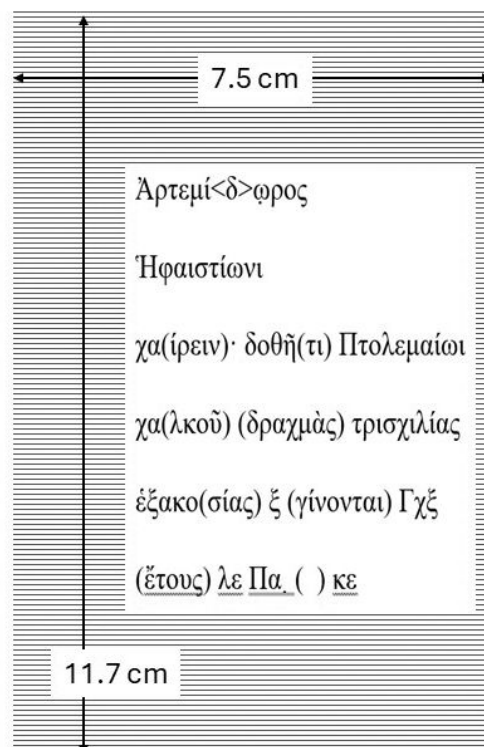 7.5 cm
Ἀρτεμί<δ>ῳρος
Ἡφαιστίωνι
χα(ίρειν)· δοθῆ(τι) Πτολεμαίωι
χα(λκοῦ) (δραχμὰς) τρισχιλίας
ἑξακο(σίας) ξ (γίνονται) Γχξ
(ἔτους) λε Πα̣ ( ) κε
11.7 cm